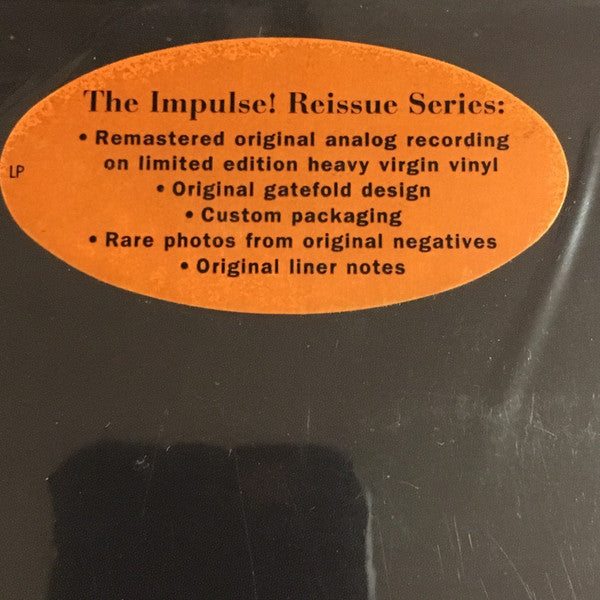 The Impulse! Reissue Series:
• Remastered original analog recording
on limited edition heavy virgin vinyl
LP
• Original gatefold design
• Custom packaging
• Rare photos from original negatives
• Original liner notes